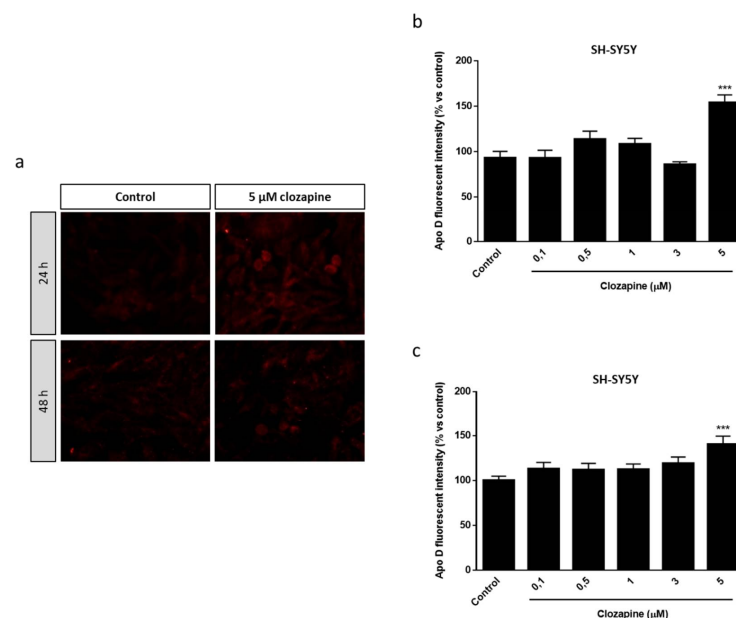 a
Control
5 µM clozapine
24 h
48 h
b
SH-SY5Y
Apo D fluorescent intensity (% vs control)
200
150
100
50
0
***
Control
0,1
0,5
1
3
5
Clozapine (µM)
c
SH-SY5Y
Apo D fluorescent intensity (% vs control)
200
150
100
50
0
***
Control
0,1
0,5
1
3
5
Clozapine (µM)